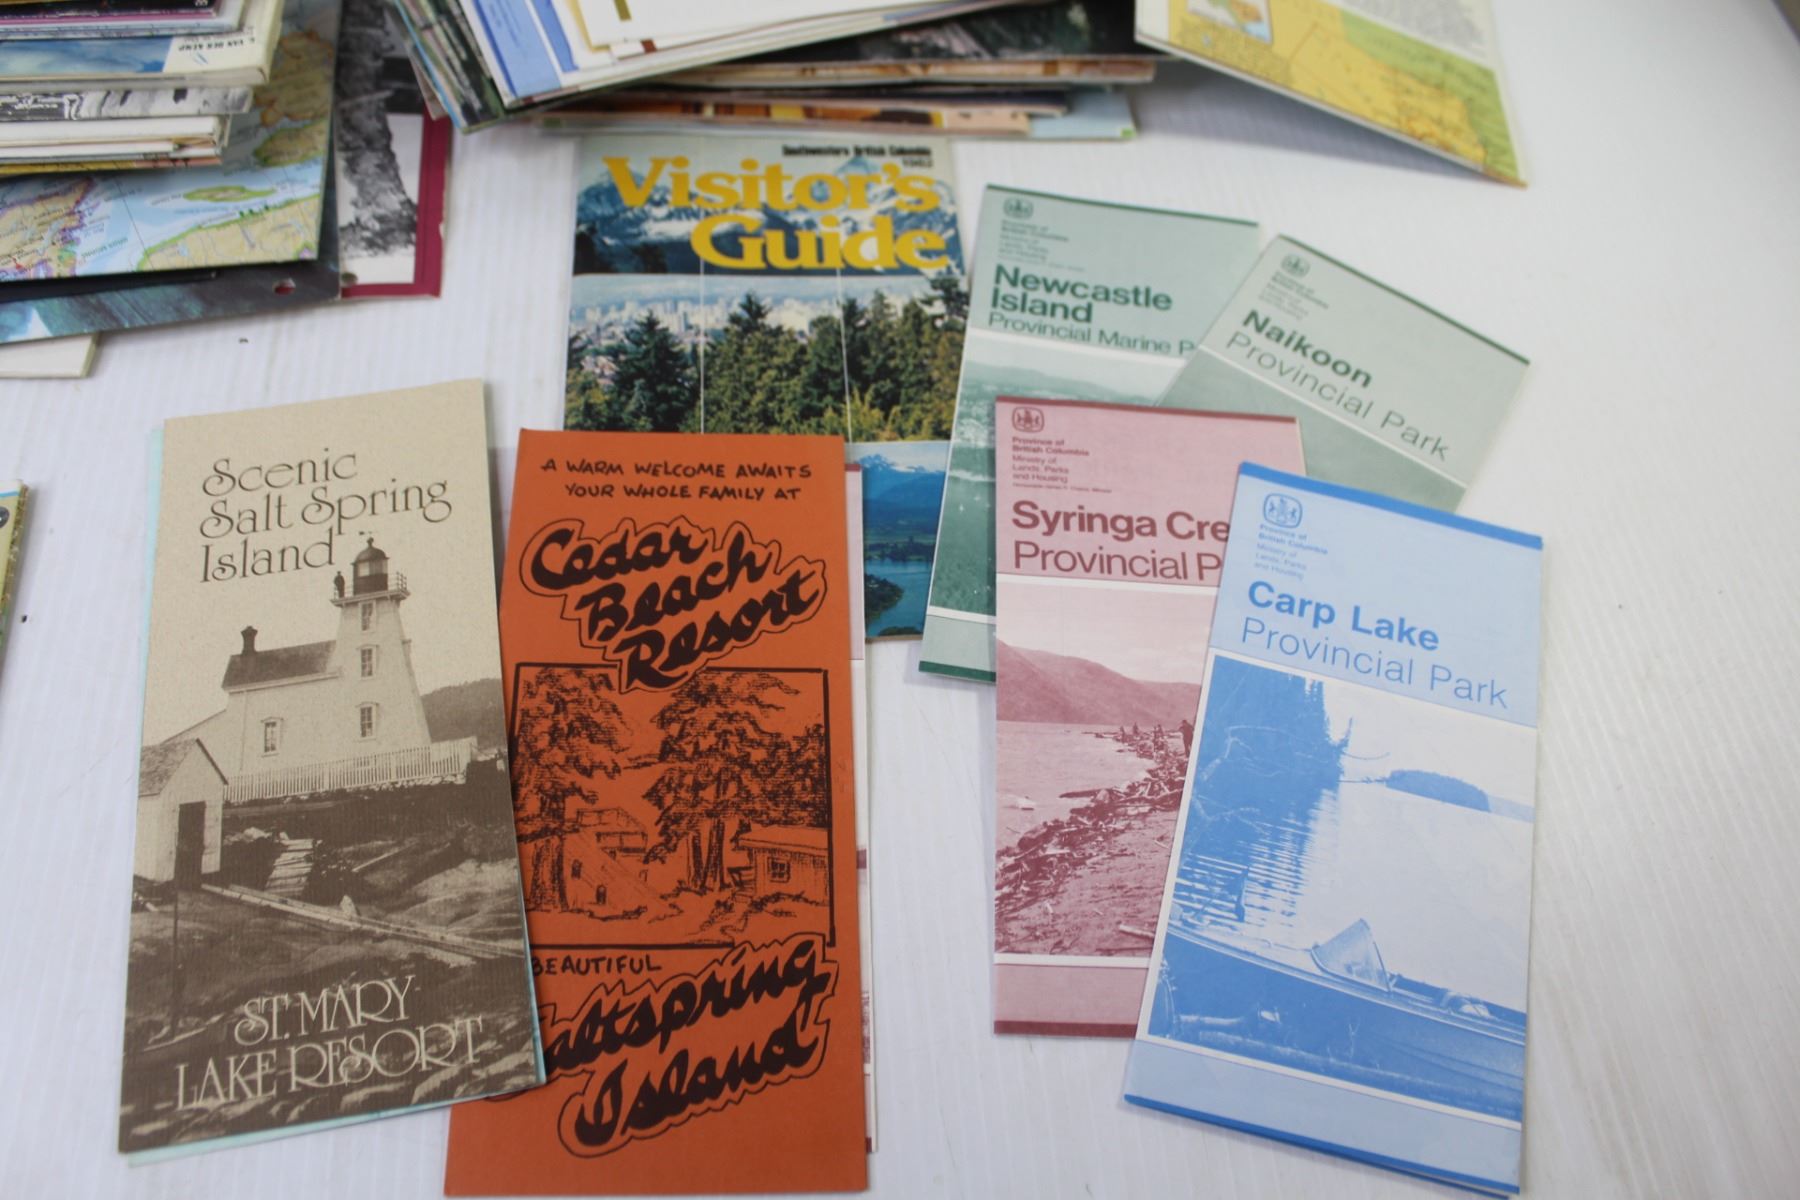 Southwestern British Columbia
Visitor's
Guide
Newcastle
Island
Provincial Marine P
Naikoon
Provincial Park
Province of
British Columbia
Ministry of
Lands, Parks
and Housing
Syringa Cre
Provincial P
Province of
British Columbia
Ministry of
Lands, Parks
and Housing
Carp Lake
Provincial Park
Scenic
Salt Spring
Island
ST. MARY
LAKE RESORT
A WARM WELCOME AWAITS
YOUR WHOLE FAMILY AT
Cedar
Beach
Resort
BEAUTIFUL
altspring
Island